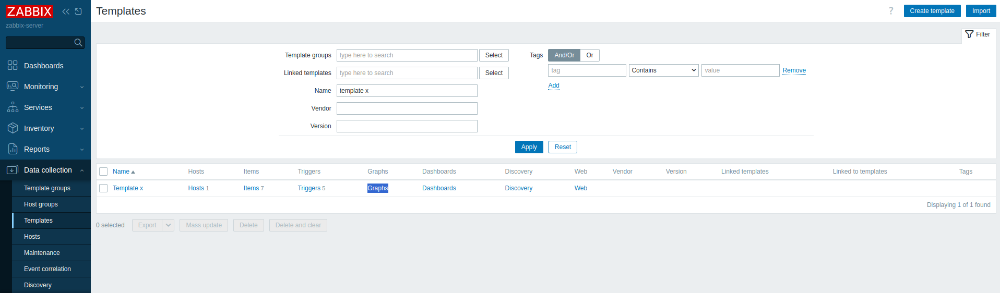 ZABBIX
zabbix-server
Dashboards
Monitoring
Services
Inventory
Reports
Data collection
Template groups
Host groups
Templates
Hosts
Maintenance
Event correlation
Discovery
Templates
? Create template Import
Filter
Template groups type here to search Select
Linked templates type here to search Select
Name template x
Vendor
Version
Tags And/Or Or
tag Contains value Remove
Add
Apply Reset
Name Hosts Items Triggers Graphs Dashboards Discovery Web Vendor Version Linked templates Linked to templates Tags
Template x Hosts 1 Items 7 Triggers 5 Graphs Dashboards Discovery Web
Displaying 1 of 1 found
0 selected Export Mass update Delete Delete and clear